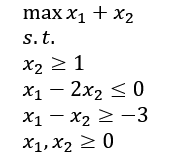 max x₁ + x₂
s.t.
x₂ ≥ 1
x₁ − 2x₂ ≤ 0
x₁ − x₂ ≥ −3
x₁, x₂ ≥ 0